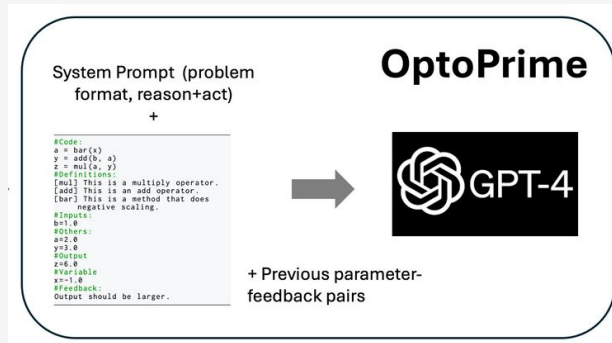 OptoPrime
System Prompt (problem
format, reason+act)
+
#Code:
a = bar(x)
y = add(b, a)
z = mul(a, y)
#Definitions:
[mul] This is a multiply operator.
[add] This is an add operator.
[bar] This is a method that does
negative scaling.
#Inputs:
b=1.0
#Others:
a=2.0
y=3.0
#Output
z=6.0
#Variable
x=-1.0
#Feedback:
Output should be larger.
GPT-4
+ Previous parameter-
feedback pairs